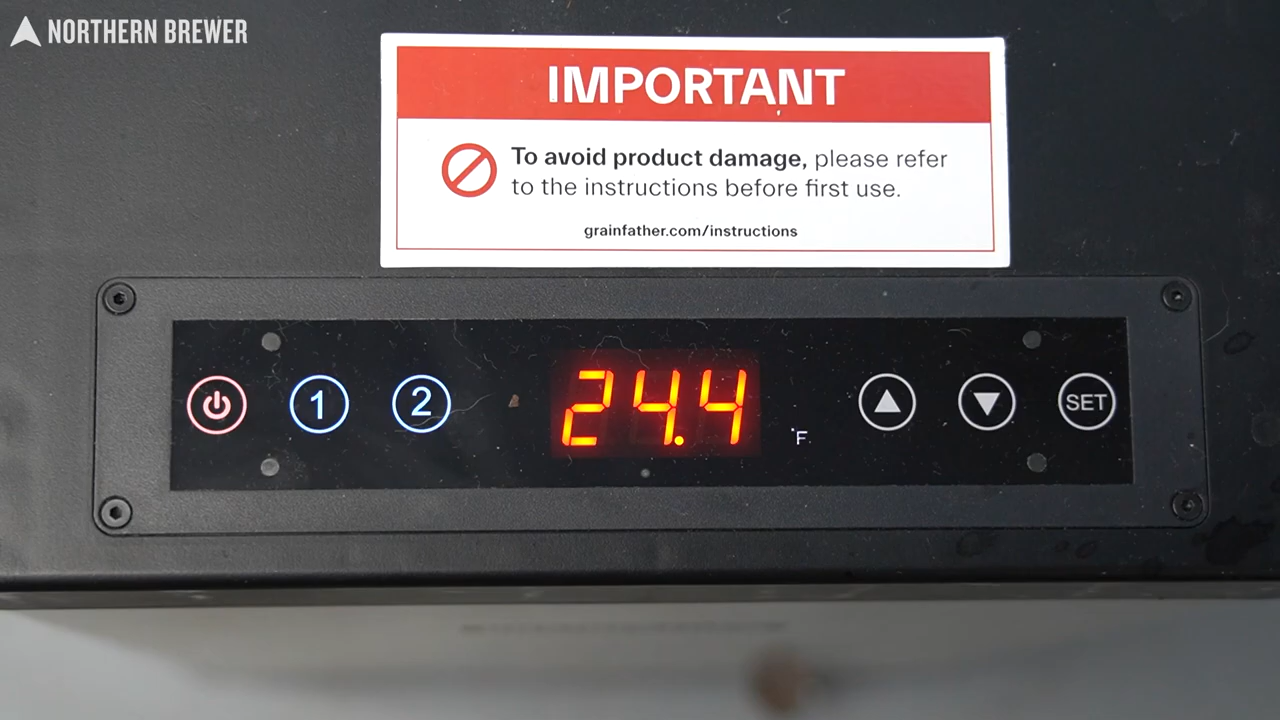 NORTHERN BREWER
IMPORTANT
To avoid product damage, please refer
to the instructions before first use.
grainfather.com/instructions
1 2 24.4 °F SET